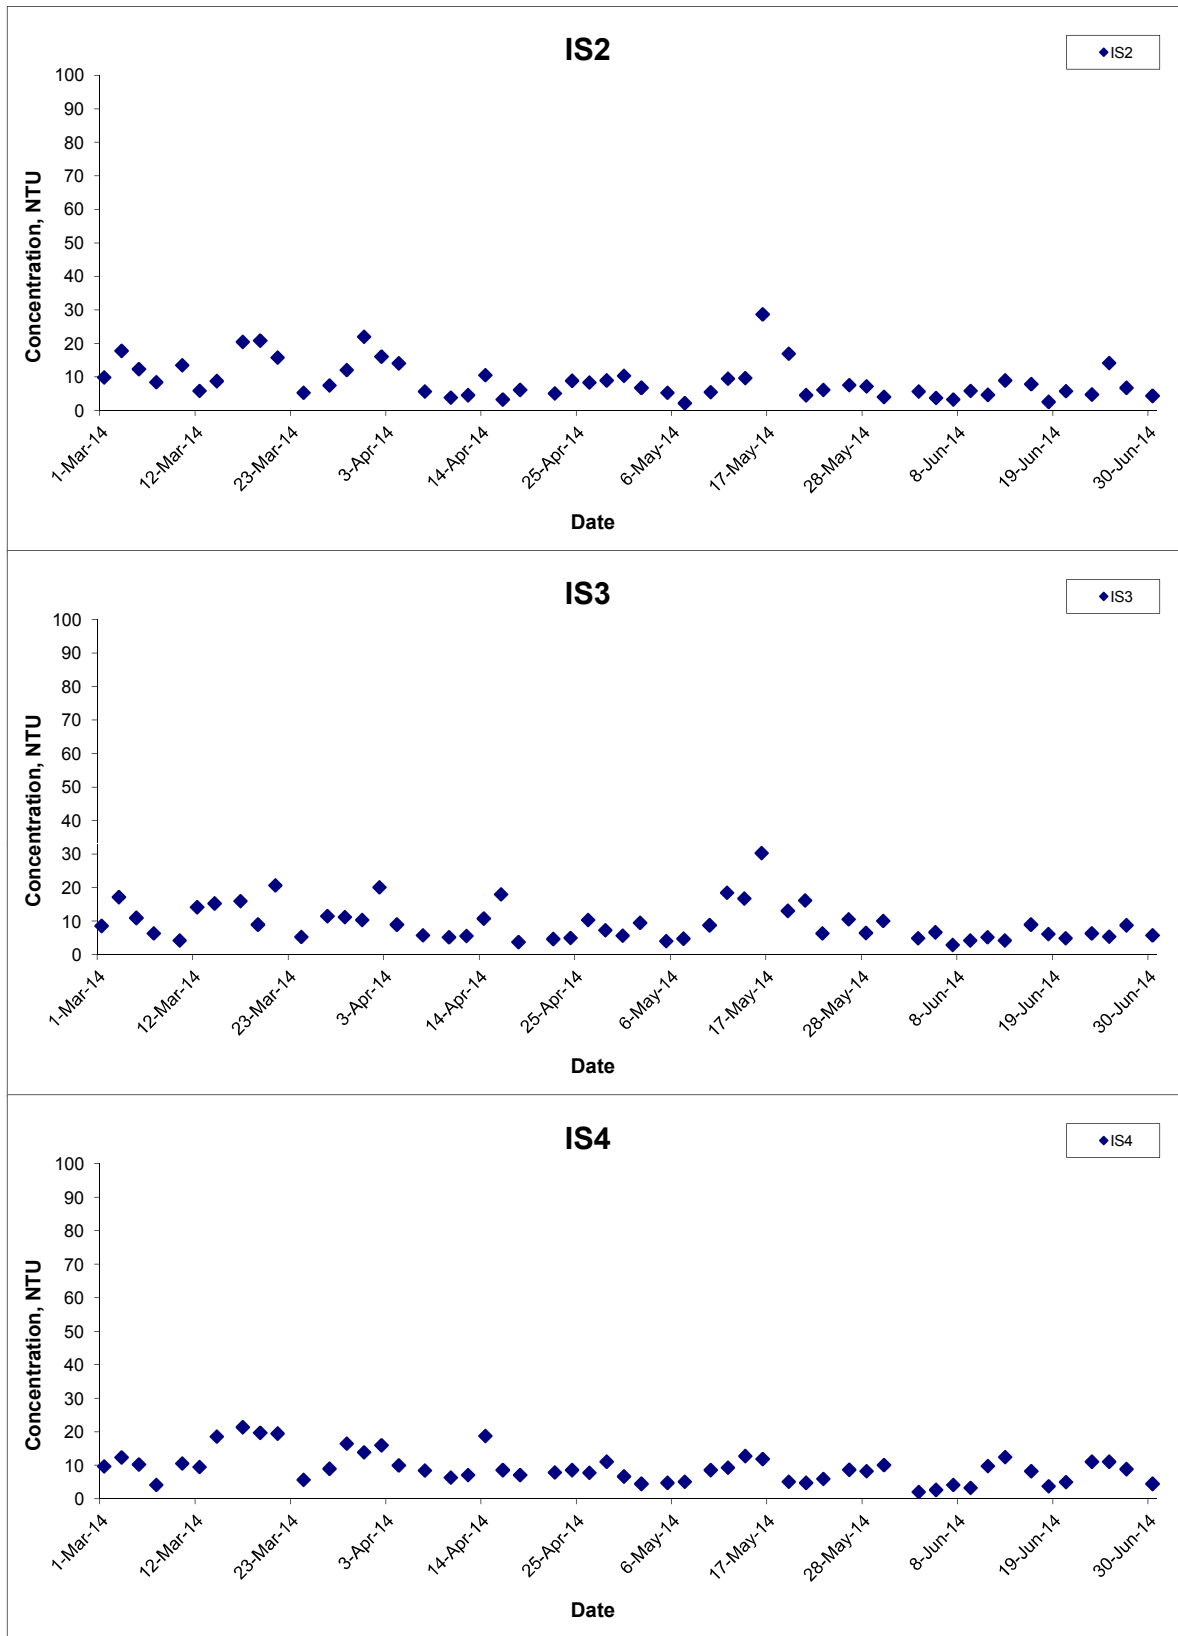 IS2
IS2
100
90
80
70
60
50
40
30
20
10
0
Concentration, NTU
1-Mar-14
12-Mar-14
23-Mar-14
3-Apr-14
14-Apr-14
25-Apr-14
6-May-14
17-May-14
28-May-14
8-Jun-14
19-Jun-14
30-Jun-14
Date
IS3
IS3
100
90
80
70
60
50
40
30
20
10
0
Concentration, NTU
1-Mar-14
12-Mar-14
23-Mar-14
3-Apr-14
14-Apr-14
25-Apr-14
6-May-14
17-May-14
28-May-14
8-Jun-14
19-Jun-14
30-Jun-14
Date
IS4
IS4
100
90
80
70
60
50
40
30
20
10
0
Concentration, NTU
1-Mar-14
12-Mar-14
23-Mar-14
3-Apr-14
14-Apr-14
25-Apr-14
6-May-14
17-May-14
28-May-14
8-Jun-14
19-Jun-14
30-Jun-14
Date